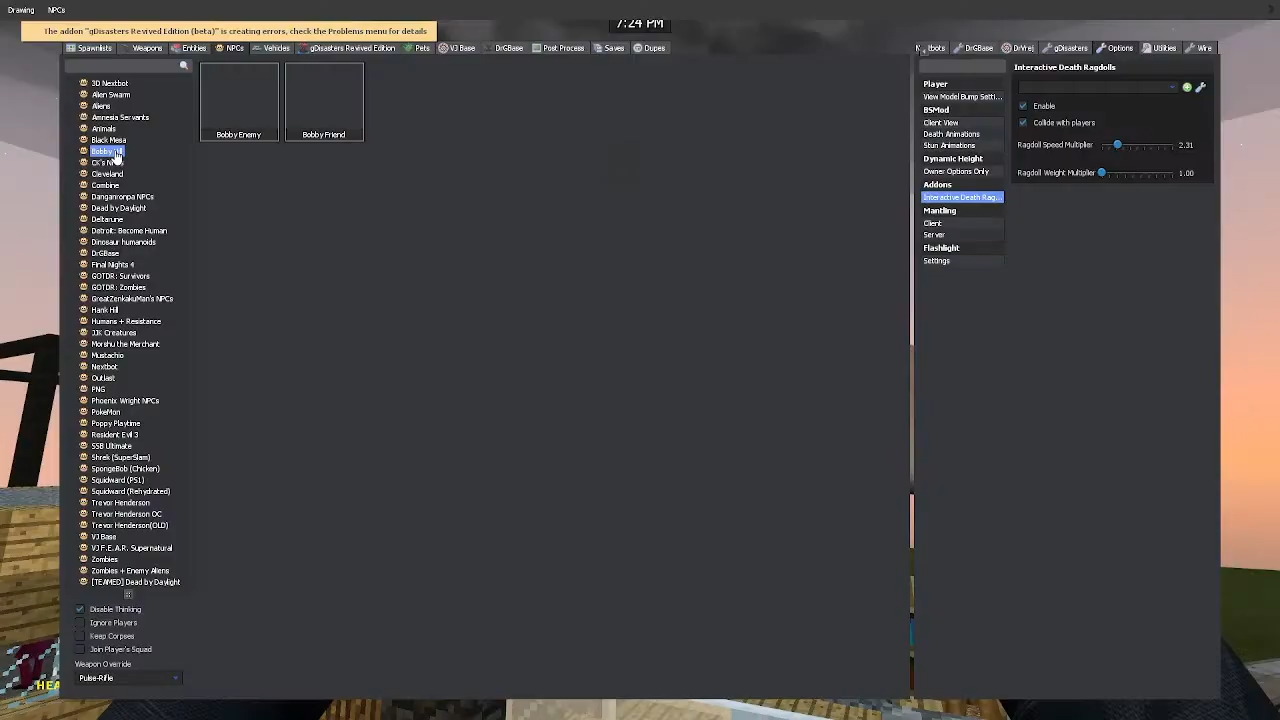 Drawing NPCs
7:24 PM
The addon "gDisasters Revived Edition (beta)" is creating errors, check the Problems menu for details
Spawnlists Weapons Entities NPCs Vehicles gDisasters Revived Edition Pets VJ Base DrGBase Post Process Saves Dupes
DrGBase gDisasters Options Utilities Wire
3D Nextbot
Alien Swarm
Aliens
Amnesia Servants
Animals
Black Mesa
Bobby
Cleveland
Combine
Danganronpa NPCs
Dead by Daylight
Deltarune
Detroit: Become Human
Dinosaur humanoids
DrGBase
Final Nights 4
GOTDR: Survivors
GOTDR: Zombies
GreatZenkakuMan's NPCs
Hank Hill
Humans + Resistance
JJK Creatures
Morshu the Merchant
Mustachio
Nextbot
Outlast
PNG
Phoenix Wright NPCs
PokeMon
Poppy Playtime
Resident Evil 3
SSB Ultimate
Shrek [SuperSlam]
SpongeBob (Chicken)
Squidward (PS1)
Squidward (Rehydrated)
Trevor Henderson
Trevor Henderson OC
Trevor Henderson(OLD)
VJ Base
VJ F.E.A.R. Supernatural
Zombies
Zombies + Enemy Aliens
[TEAMED] Dead by Daylight
Disable Thinking
Ignore Players
Keep Corpses
Join Player's Squad
Weapon Override
Pulse-Rifle
HEA
Bobby Enemy Bobby Friend
Player
View Model Bump Setti...
BSMod
Client View
Death Animations
Stun Animations
Dynamic Height
Owner Options Only
Addons
Interactive Death Rag...
Mantling
Client
Server
Flashlight
Settings
Interactive Death Ragdolls
Enable
Collide with players
Ragdoll Speed Multiplier 2.31
Ragdoll Weight Multiplier 1.00